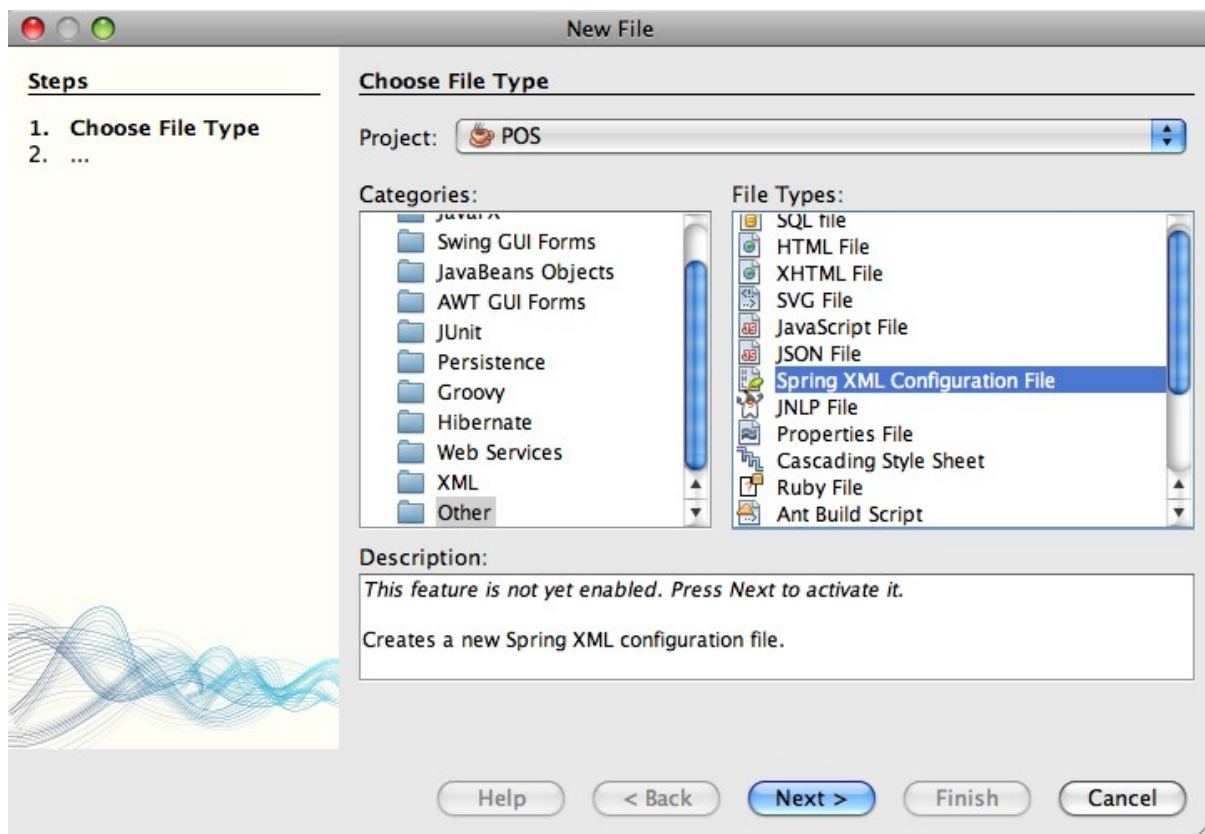 New File
Steps
1. Choose File Type
2. ...
Choose File Type
Project: POS
Categories:
JavaFX
Swing GUI Forms
JavaBeans Objects
AWT GUI Forms
JUnit
Persistence
Groovy
Hibernate
Web Services
XML
Other
File Types:
SQL file
HTML File
XHTML File
SVG File
JavaScript File
JSON File
Spring XML Configuration File
JNLP File
Properties File
Cascading Style Sheet
Ruby File
Ant Build Script
Description:
This feature is not yet enabled. Press Next to activate it.
Creates a new Spring XML configuration file.
Help
< Back
Next >
Finish
Cancel